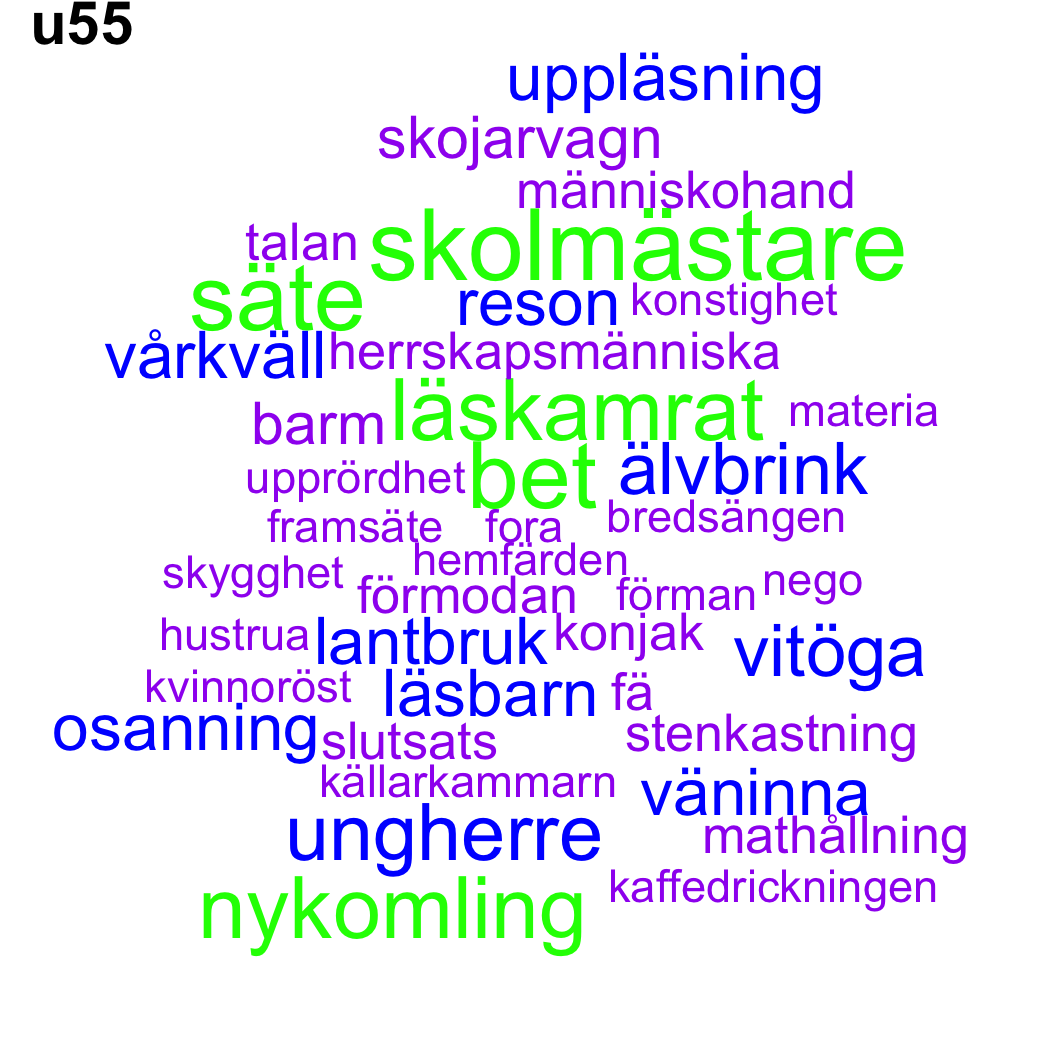 u55
uppläsning
skojarvagn
människohand
talan skolmästare
säte reson konstighet
vårkväll herrskapsmänniska
barm läskamrat materia
upprördhet bet älvbrink
framsäte fora bredsängen
skygghet hemfärden nego
förmodan förman
hustrua lantbruk konjak vitöga
kvinnoröst läsbarn fä
osanning slutsats stenkastning
källarkammarn väninna
ungherre mathållning
nykomling kaffedrickningen